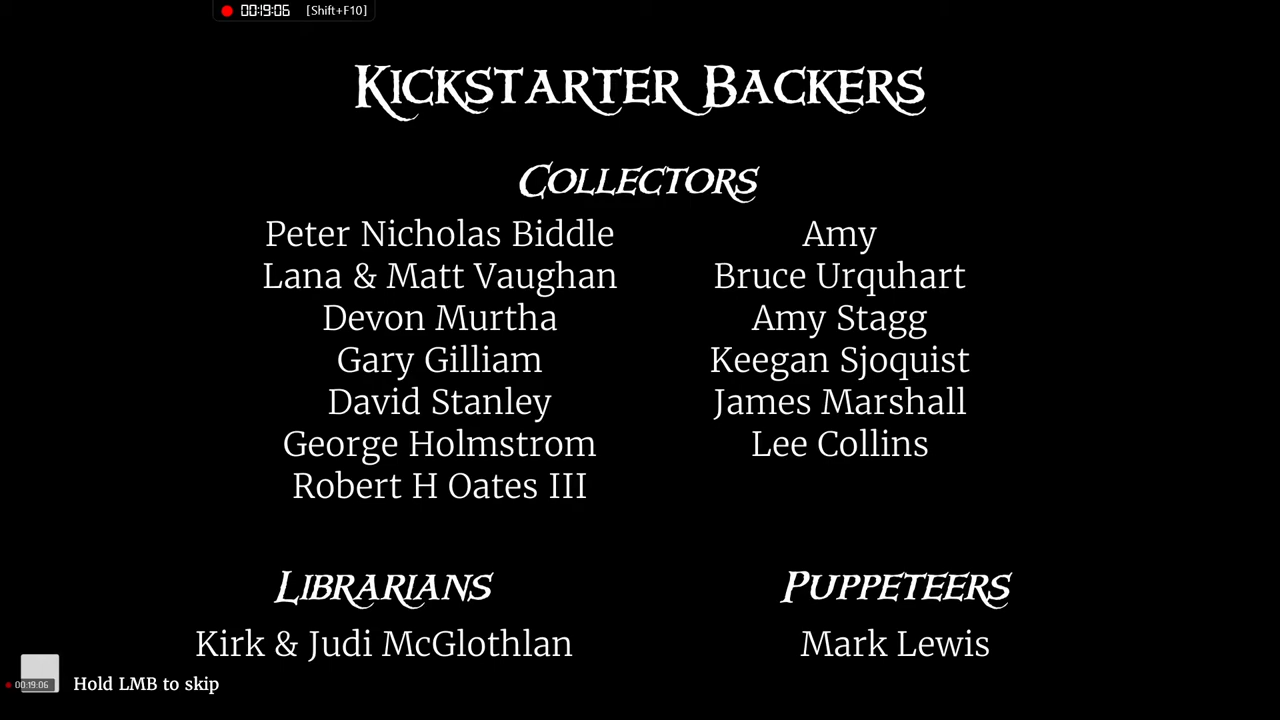 00:19:06 [Shift+F10]
Kickstarter Backers
Collectors
Peter Nicholas Biddle
Lana & Matt Vaughan
Devon Murtha
Gary Gilliam
David Stanley
George Holmstrom
Robert H Oates III
Amy
Bruce Urquhart
Amy Stagg
Keegan Sjoquist
James Marshall
Lee Collins
Librarians
Kirk & Judi McGlothlan
Puppeteers
Mark Lewis
00:19:06
Hold LMB to skip